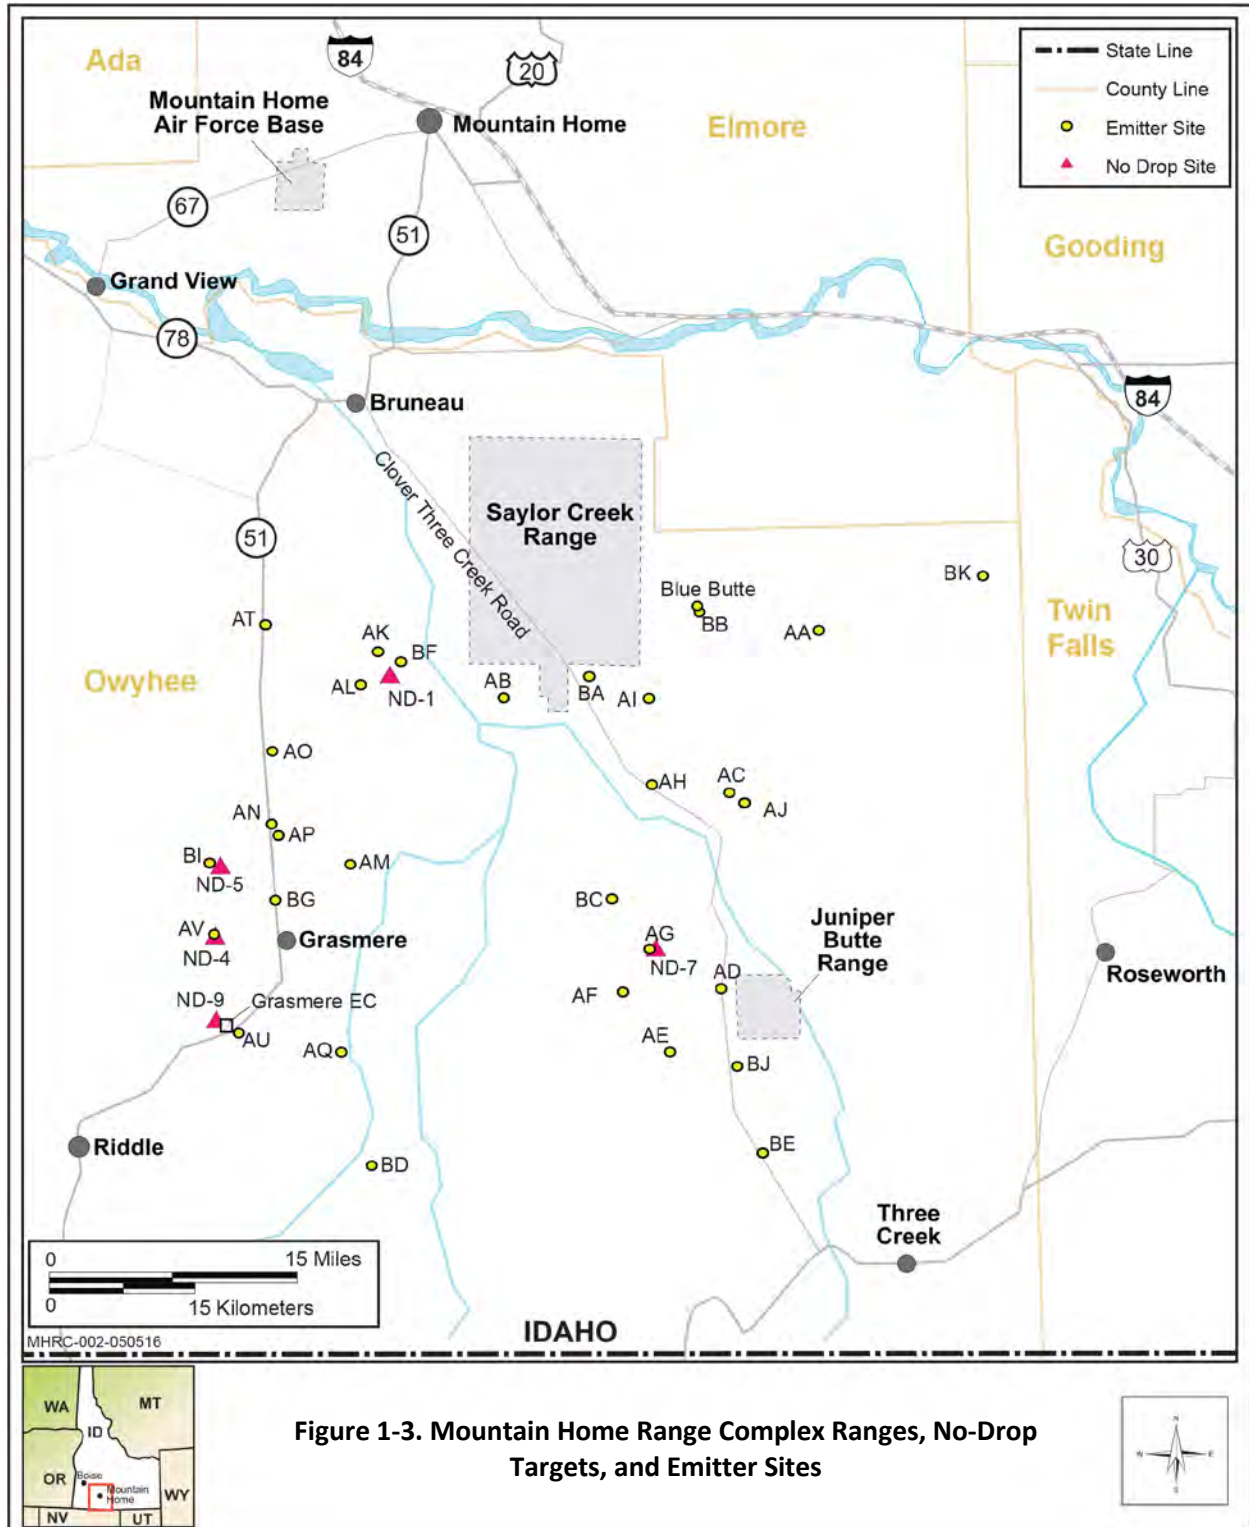 Ada
84
20
State Line
County Line
Emitter Site
No Drop Site
Mountain Home
Air Force Base
Mountain Home
Elmore
67
51
Gooding
Grand View
78
84
Bruneau
Clover Three Creek Road
Saylor Creek
Range
51
30
BK
Blue Butte
BB
AA
Twin
Falls
AT
AK
BF
Owyhee
AL
ND-1
AB
BA
AI
AO
AH
AC
AJ
AN
AP
BI
ND-5
AM
BG
BC
Juniper
Butte
Range
AV
ND-4
Grasmere
AG
ND-7
AD
Roseworth
AF
ND-9
Grasmere EC
AU
AQ
AE
BJ
Riddle
BD
BE
Three
Creek
0
15 Miles
0
15 Kilometers
IDAHO
MHRC-002-050516
WA
MT
ID
OR
Boise
Mountain
Home
WY
NV
UT
Figure 1-3. Mountain Home Range Complex Ranges, No-Drop
Targets, and Emitter Sites
N
W
E
S